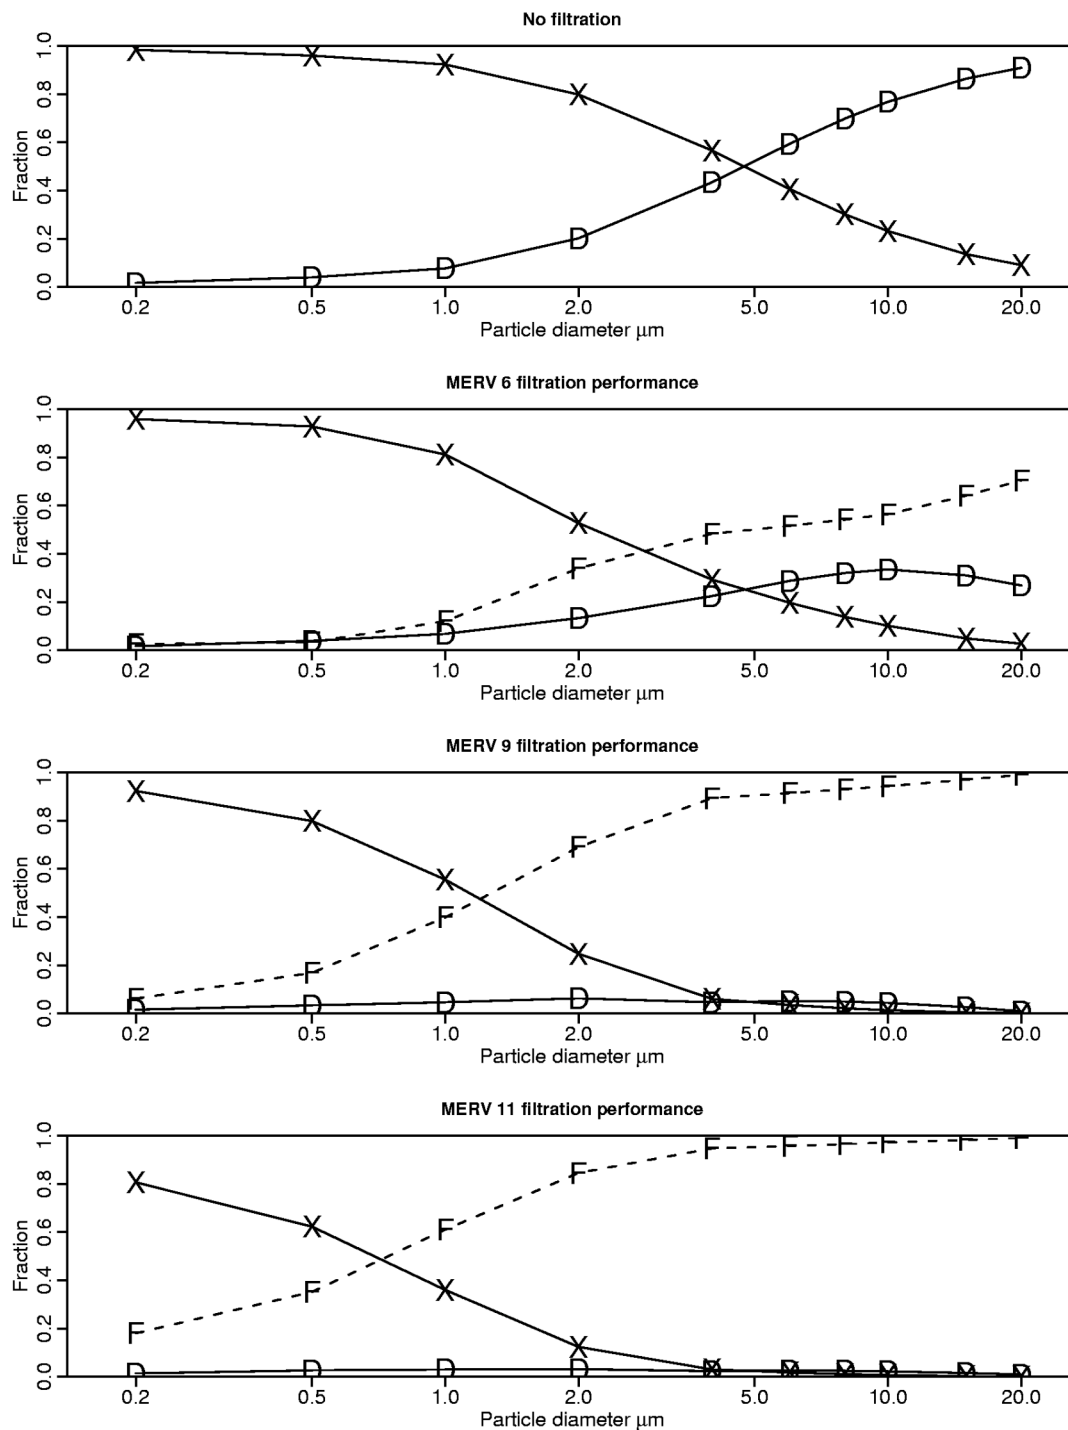 No filtration
Fraction
0.0 0.2 0.4 0.6 0.8 1.0
X X X X X X X X X X
D D D D D D D D D D
0.2 0.5 1.0 2.0 5.0 10.0 20.0
Particle diameter μm
MERV 6 filtration performance
Fraction
0.0 0.2 0.4 0.6 0.8 1.0
X X X X X X X X X X
F F F F F F F F F F
D D D D D D D D D D
0.2 0.5 1.0 2.0 5.0 10.0 20.0
Particle diameter μm
MERV 9 filtration performance
Fraction
0.0 0.2 0.4 0.6 0.8 1.0
X X X X X X X X X X
F F F F F F F F F F
D D D D D D D D D D
0.2 0.5 1.0 2.0 5.0 10.0 20.0
Particle diameter μm
MERV 11 filtration performance
Fraction
0.0 0.2 0.4 0.6 0.8 1.0
X X X X X X X X X X
F F F F F F F F F F
D D D D D D D D D D
0.2 0.5 1.0 2.0 5.0 10.0 20.0
Particle diameter μm